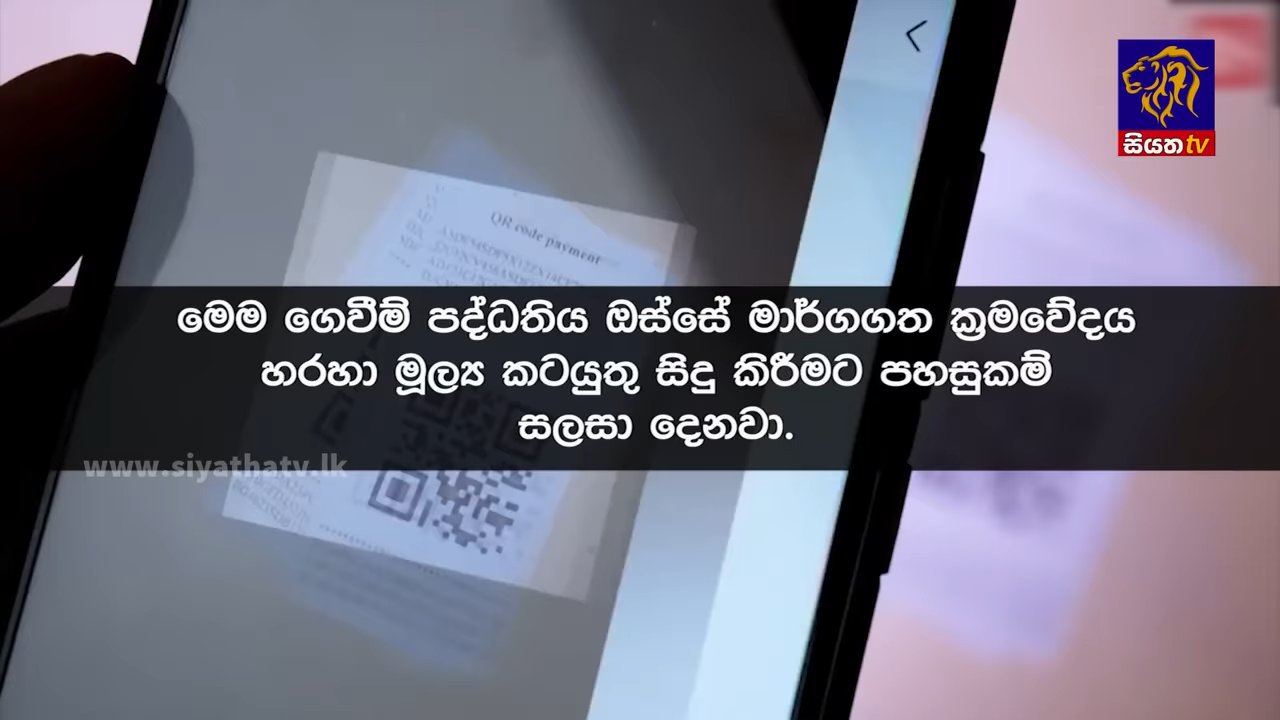 සියත tv
QR code payment
මෙම ගෙවීම් පද්ධතිය ඔස්සේ මාර්ගගත ක්‍රමවේදය
හරහා මූල්‍ය කටයුතු සිදු කිරීමට පහසුකම්
සලසා දෙනවා.
www.siyathatv.lk